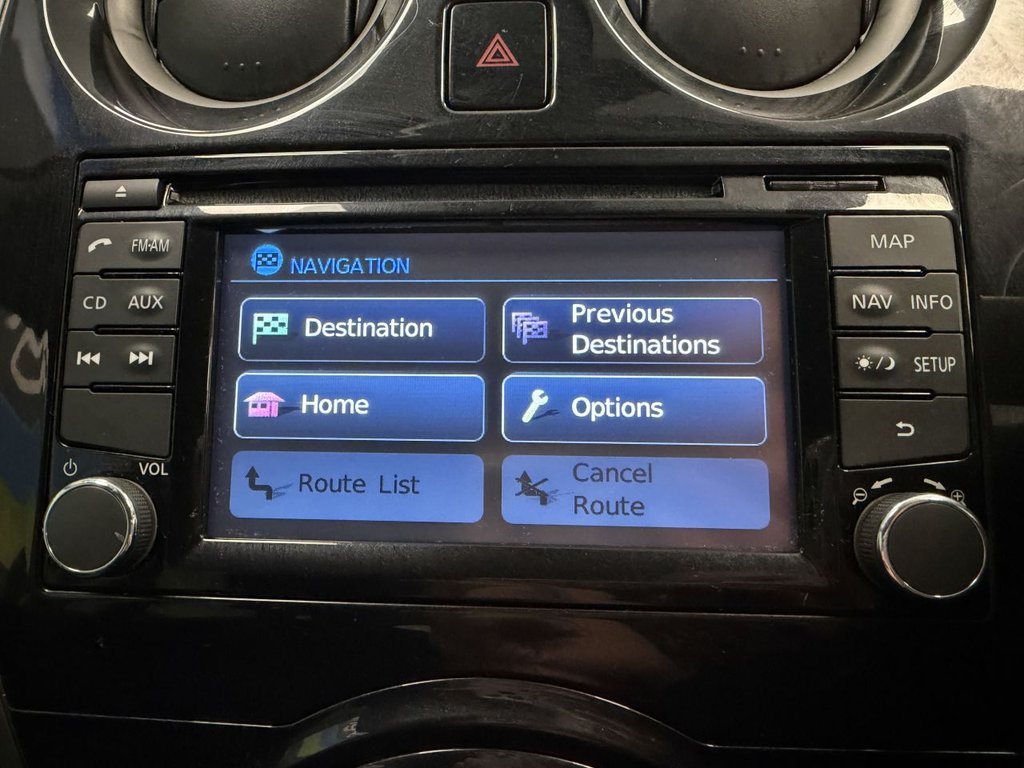 FM·AM
MAP
CD AUX
NAV INFO
SETUP
VOL
NAVIGATION
Destination
Previous
Destinations
Home
Options
Route List
Cancel
Route